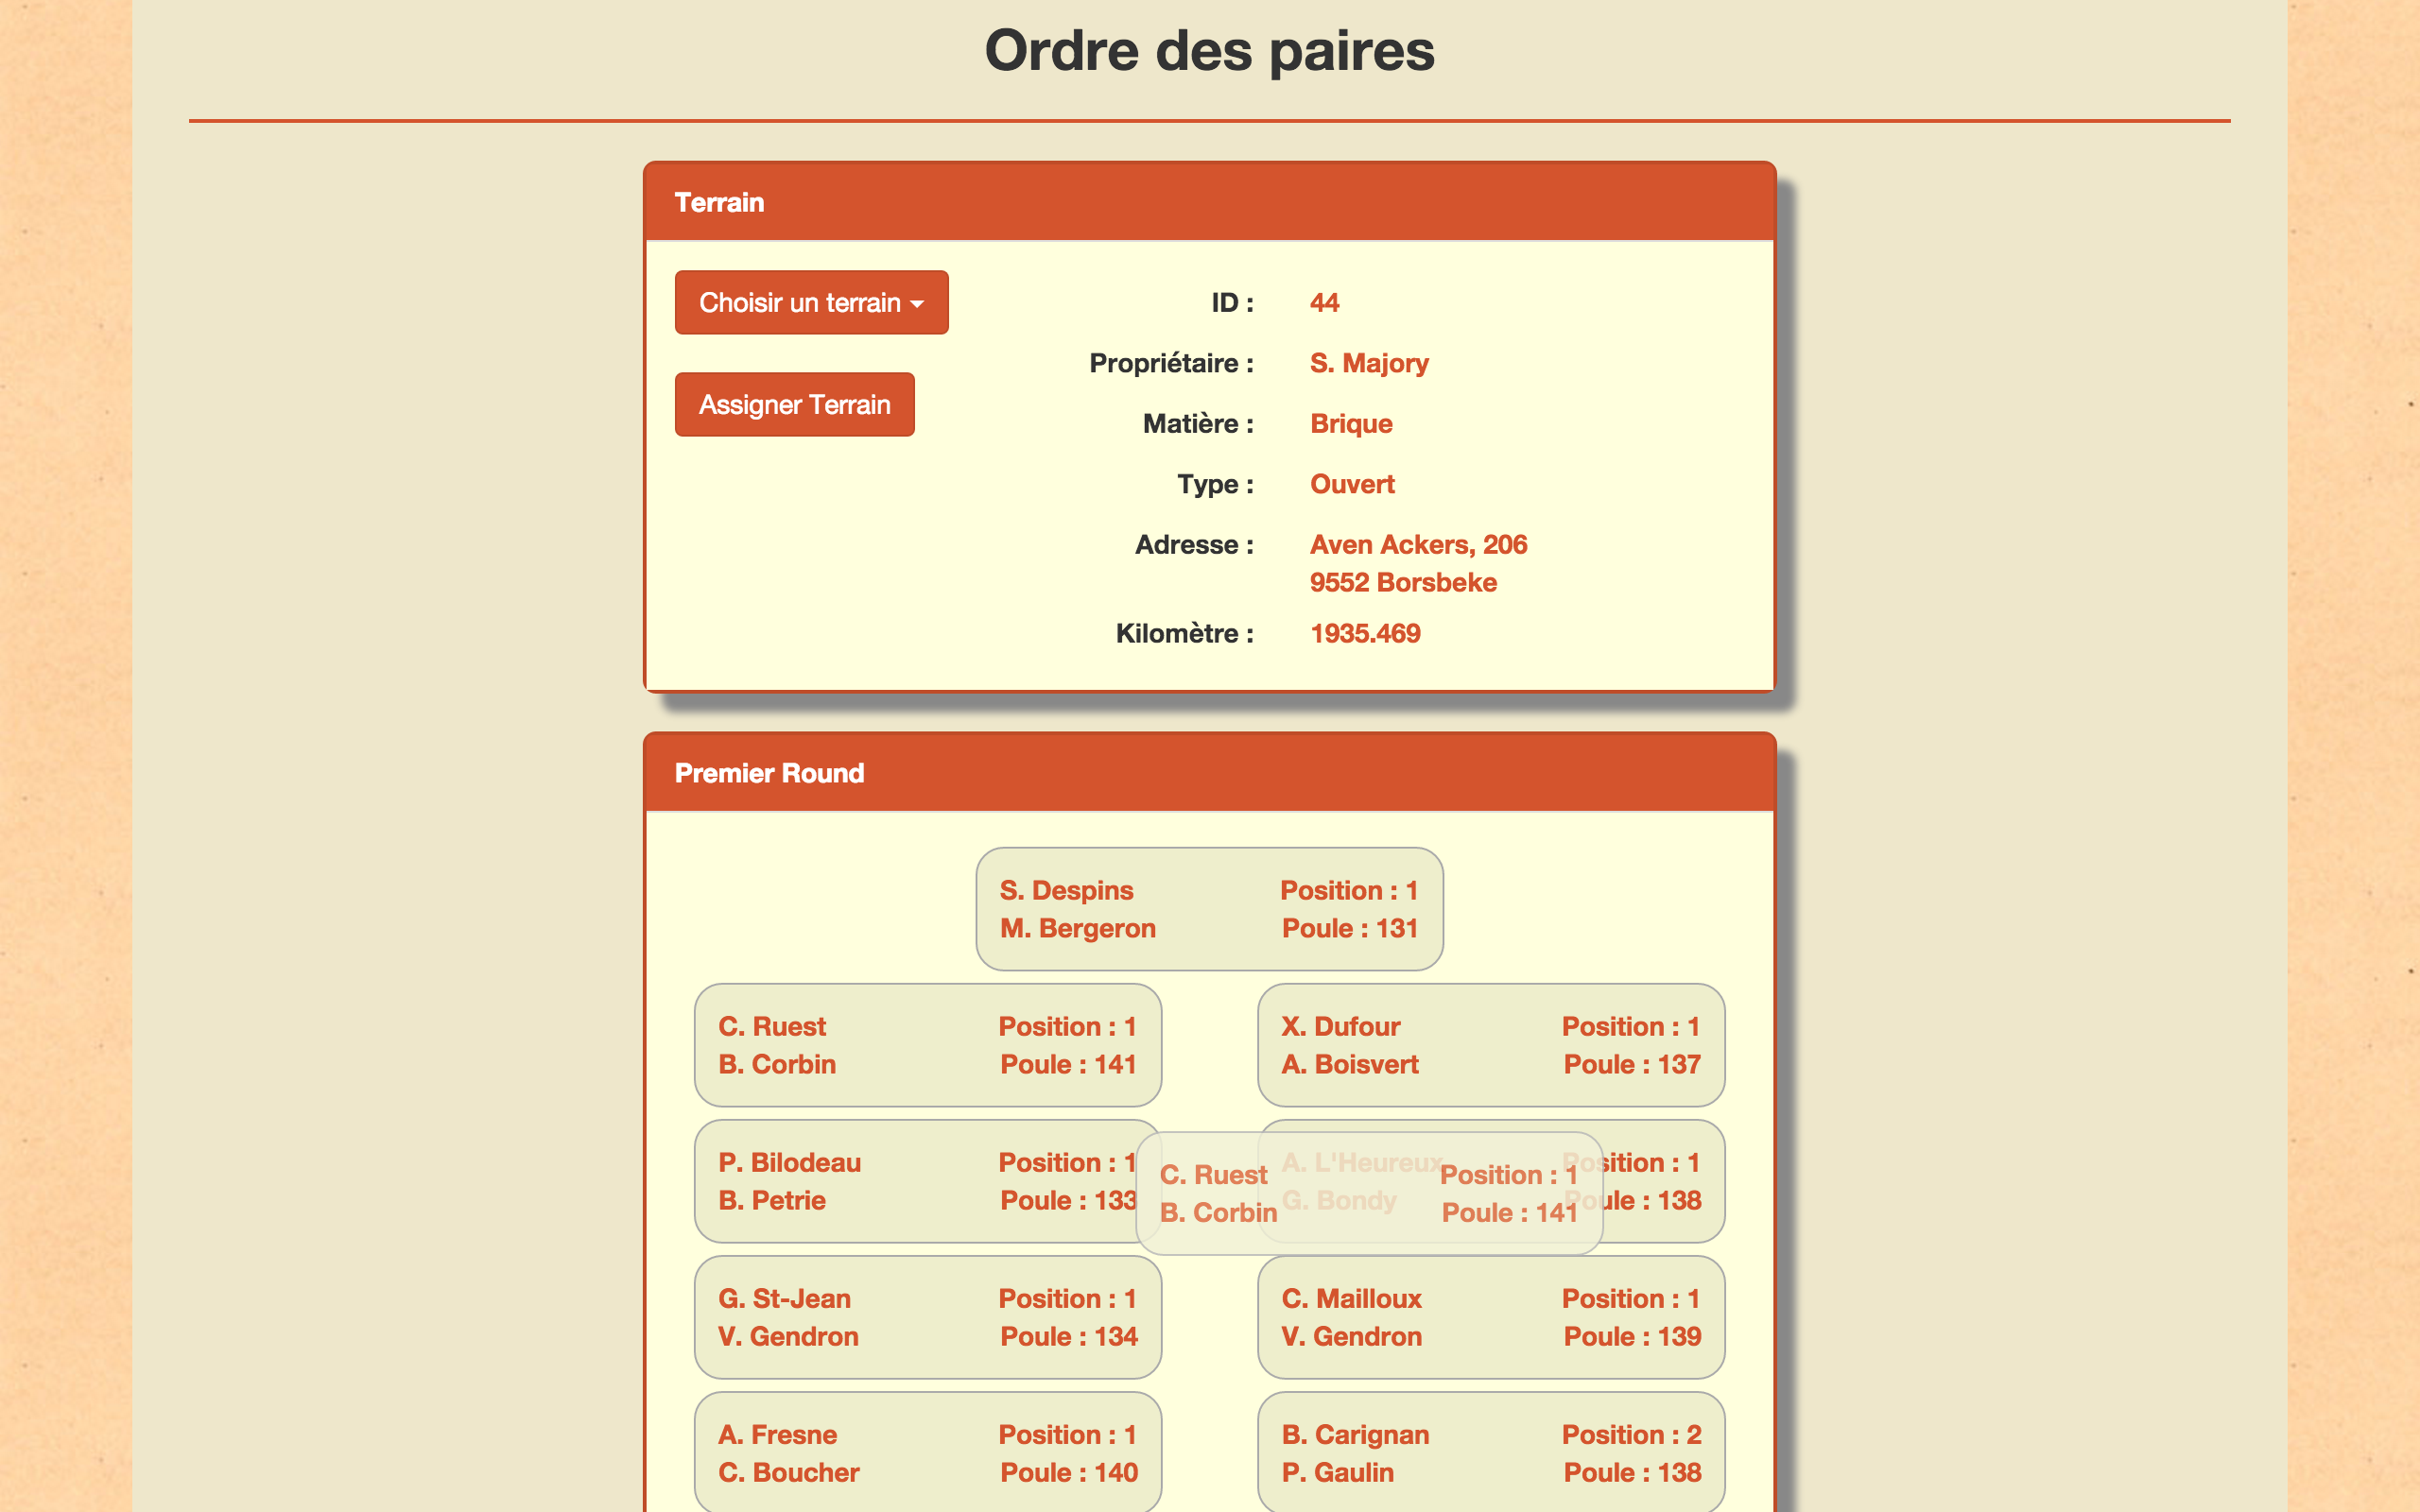 Ordre des paires
Terrain
Choisir un terrain
Assigner Terrain
ID : 44
Propriétaire : S. Majory
Matière : Brique
Type : Ouvert
Adresse : Aven Ackers, 206
9552 Borsbeke
Kilomètre : 1935.469
Premier Round
S. Despins Position : 1
M. Bergeron Poule : 131
C. Ruest Position : 1
B. Corbin Poule : 141
X. Dufour Position : 1
A. Boisvert Poule : 137
P. Bilodeau Position : 1
B. Petrie Poule : 133
C. Ruest Position : 1
B. Corbin Poule : 141
A. L'Heureux Position : 1
G. Bondy Poule : 138
G. St-Jean Position : 1
V. Gendron Poule : 134
C. Mailloux Position : 1
V. Gendron Poule : 139
A. Fresne Position : 1
C. Boucher Poule : 140
B. Carignan Position : 2
P. Gaulin Poule : 138